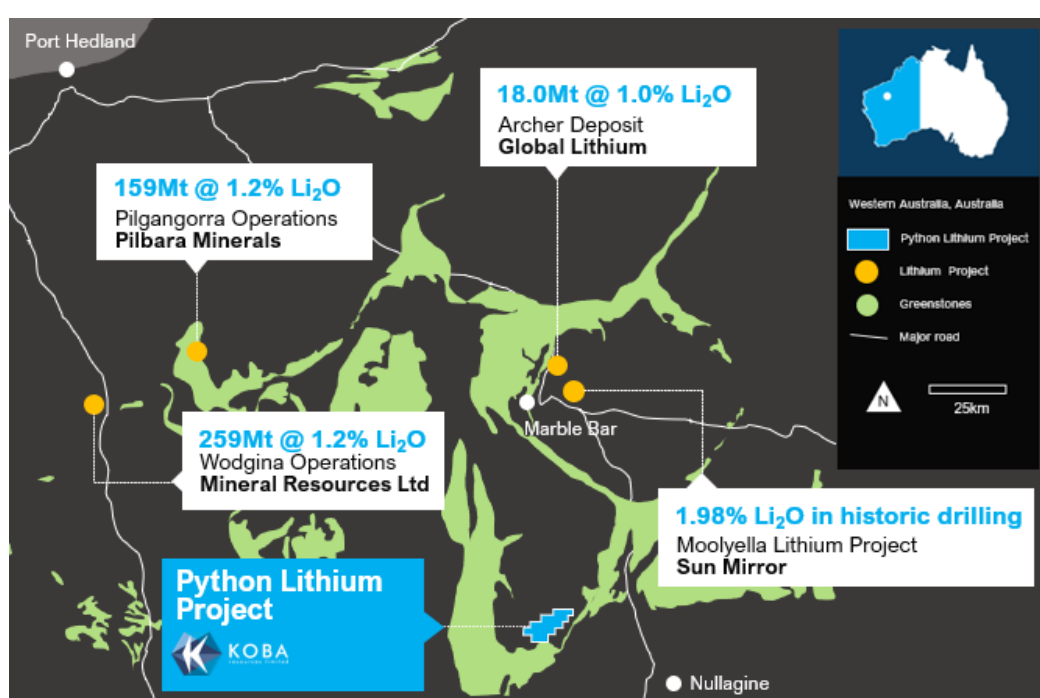 Port Hedland
18.0Mt @ 1.0% Li₂O
Archer Deposit
Global Lithium
159Mt @ 1.2% Li₂O
Pilgangorra Operations
Pilbara Minerals
Western Australia, Australia
Python Lithium Project
Lithium Project
Greenstones
Major road
N
25km
Marble Bar
259Mt @ 1.2% Li₂O
Wodgina Operations
Mineral Resources Ltd
1.98% Li₂O in historic drilling
Moolyella Lithium Project
Sun Mirror
Python Lithium
Project
KOBA
resources limited
Nullagine